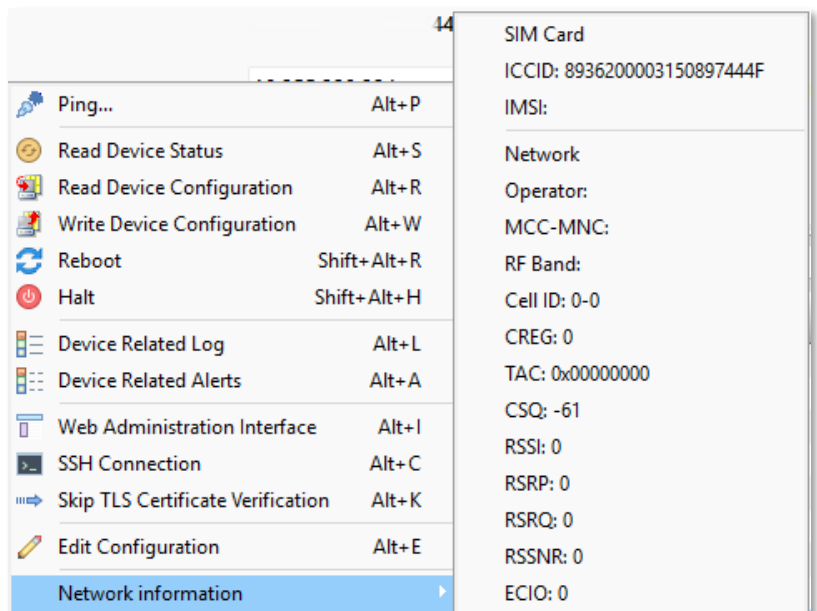 44
Ping... Alt+P
Read Device Status Alt+S
Read Device Configuration Alt+R
Write Device Configuration Alt+W
Reboot Shift+Alt+R
Halt Shift+Alt+H
Device Related Log Alt+L
Device Related Alerts Alt+A
Web Administration Interface Alt+I
SSH Connection Alt+C
Skip TLS Certificate Verification Alt+K
Edit Configuration Alt+E
Network information
SIM Card
ICCID: 8936200003150897444F
IMSI:
Network
Operator:
MCC-MNC:
RF Band:
Cell ID: 0-0
CREG: 0
TAC: 0x00000000
CSQ: -61
RSSI: 0
RSRP: 0
RSRQ: 0
RSSNR: 0
ECIO: 0